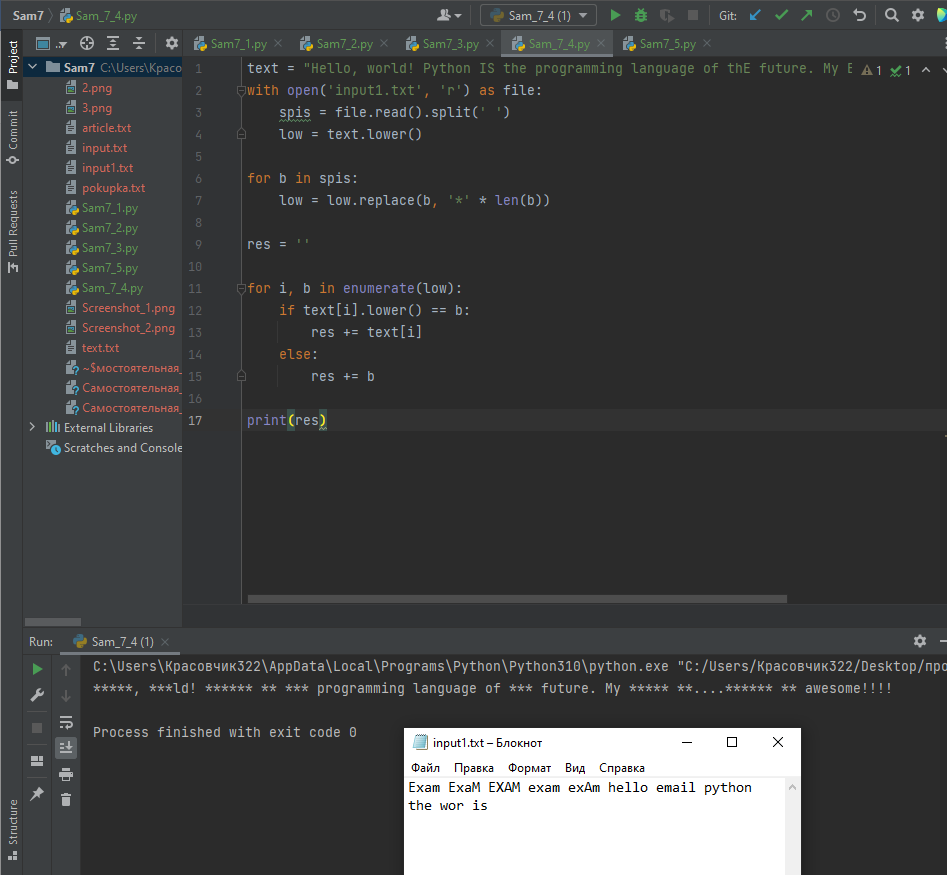 Sam7 Sam_7_4.py Sam_7_4 (1) Git:
Project
Commit
Pull Requests
Structure
Sam7_1.py Sam7_2.py Sam7_3.py Sam_7_4.py Sam7_5.py
Sam7 C:\Users\Красо
2.png
3.png
article.txt
input.txt
input1.txt
pokupka.txt
Sam7_1.py
Sam7_2.py
Sam7_3.py
Sam7_5.py
Sam_7_4.py
Screenshot_1.png
Screenshot_2.png
text.txt
~$мостоятельная_
Самостоятельная_
Самостоятельная_
External Libraries
Scratches and Console
1 text = "Hello, world! Python IS the programming language of thE future. My E 1 1
2 with open('input1.txt', 'r') as file:
3 spis = file.read().split(' ')
4 low = text.lower()
5
6 for b in spis:
7 low = low.replace(b, '*' * len(b))
8
9 res = ''
10
11 for i, b in enumerate(low):
12 if text[i].lower() == b:
13 res += text[i]
14 else:
15 res += b
16
17 print(res)
Run: Sam_7_4 (1)
C:\Users\Красовчик322\AppData\Local\Programs\Python\Python310\python.exe "C:/Users/Красовчик322/Desktop/про
*****, ***ld! ****** ** *** programming language of *** future. My ***** **....****** ** awesome!!!!
Process finished with exit code 0
input1.txt – Блокнот
Файл Правка Формат Вид Справка
Exam ExaM EXAM exam exAm hello email python
the wor is